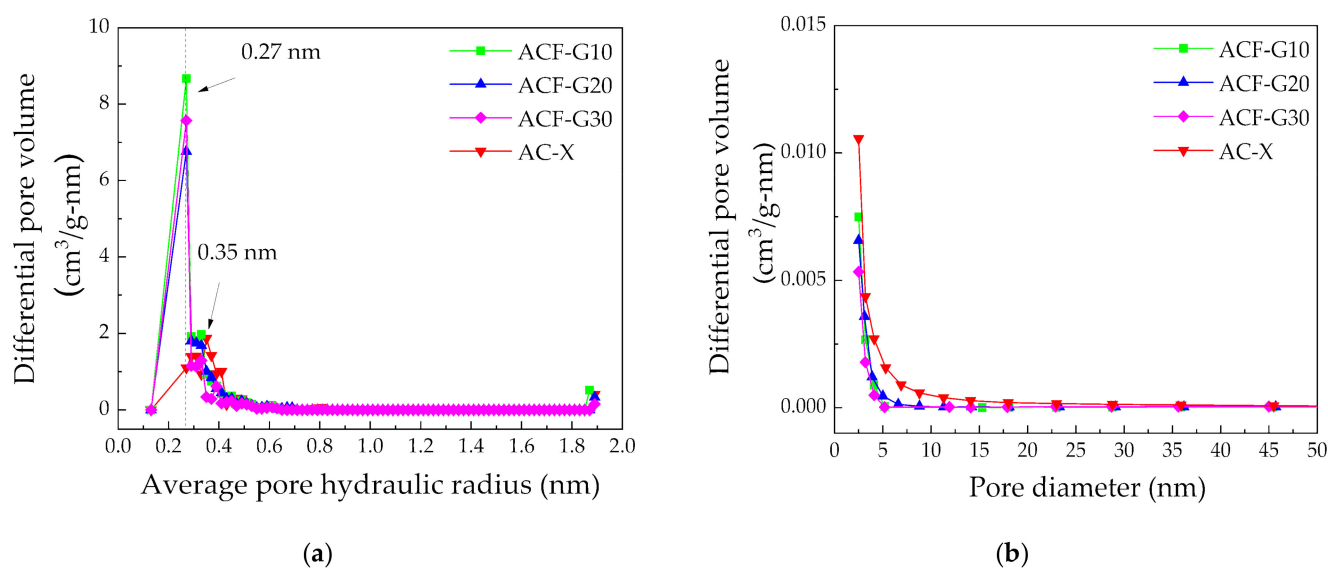 Differential pore volume
(cm³/g-nm)
10
8
6
4
2
0
0.27 nm
0.35 nm
ACF-G10
ACF-G20
ACF-G30
AC-X
0.0 0.2 0.4 0.6 0.8 1.0 1.2 1.4 1.6 1.8 2.0
Average pore hydraulic radius (nm)
(a)
Differential pore volume
(cm³/g-nm)
0.015
0.010
0.005
0.000
ACF-G10
ACF-G20
ACF-G30
AC-X
0 5 10 15 20 25 30 35 40 45 50
Pore diameter (nm)
(b)